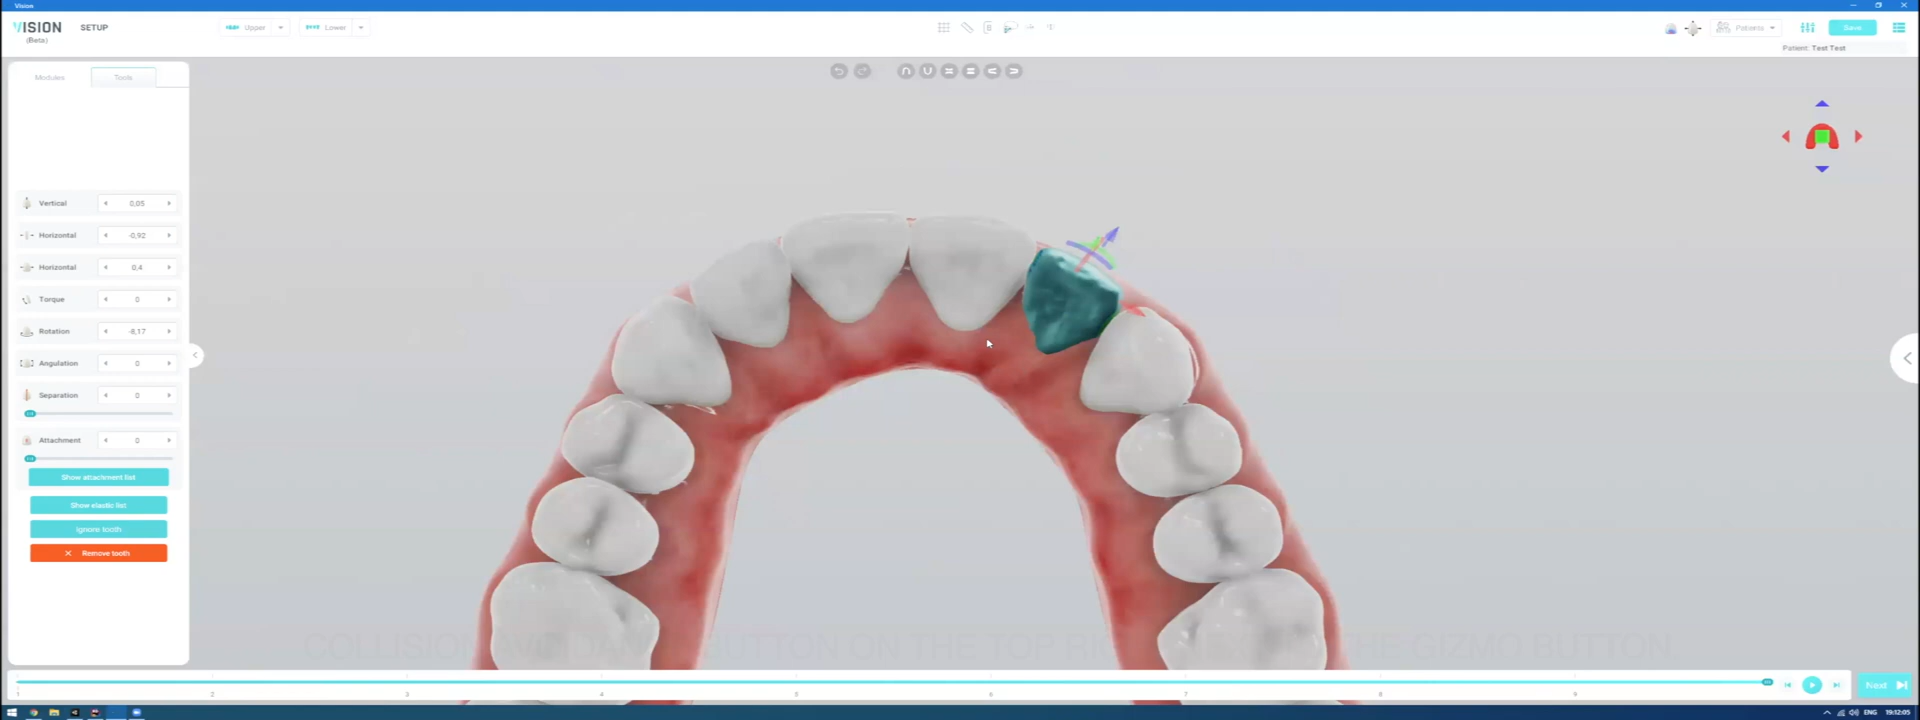 Vision
VISION
(Beta)
SETUP
Upper
Lower
Patients
Save
Patient: Test Test
Modules
Tools
Vertical 0,05
Horizontal -0,92
Horizontal 0,4
Torque 0
Rotation -8,17
Angulation 0
Separation 0
Attachment 0
Show attachment list
Show elastic list
Ignore tooth
Remove tooth
COLLISION BUTTON ON THE TOP THE GIZMO BUTTON.
1 2 3 4 5 6 7 8 9
Next
ENG 19:12:05